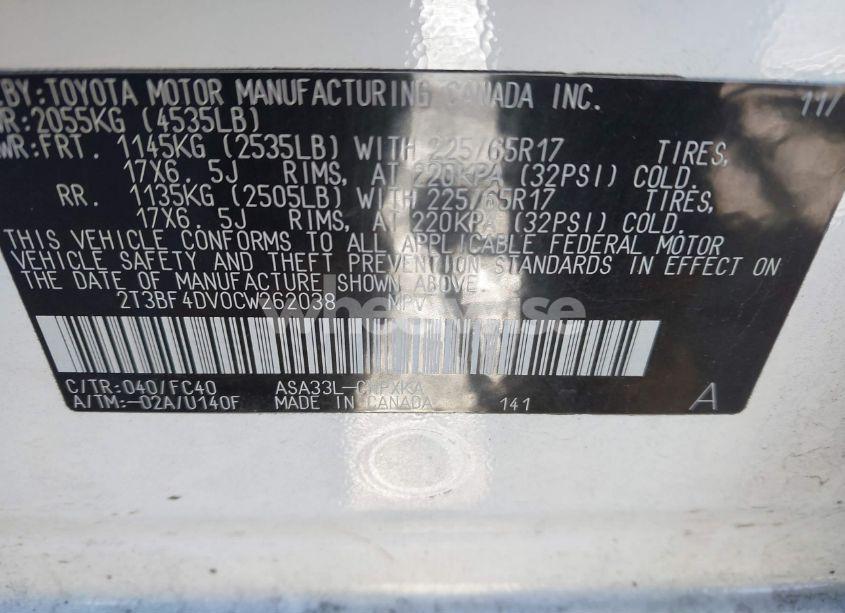 BY:TOYOTA MOTOR MANUFACTURING CANADA INC. 11/
WR:2055KG (4535LB)
WR:FRT. 1145KG (2535LB) WITH 225/65R17 TIRES,
17X6.5J RIMS, AT 220KPA (32PSI) COLD.
RR. 1135KG (2505LB) WITH 225/65R17 TIRES,
17X6.5J RIMS, AT 220KPA (32PSI) COLD.
THIS VEHICLE CONFORMS TO ALL APPLICABLE FEDERAL MOTOR
VEHICLE SAFETY AND THEFT PREVENTION STANDARDS IN EFFECT ON
THE DATE OF MANUFACTURE SHOWN ABOVE.
2T3BF4DV0CW262038 MPV
C/TR:040/FC40
A/TM:-02A/U140F MADE IN CANADA 141 A